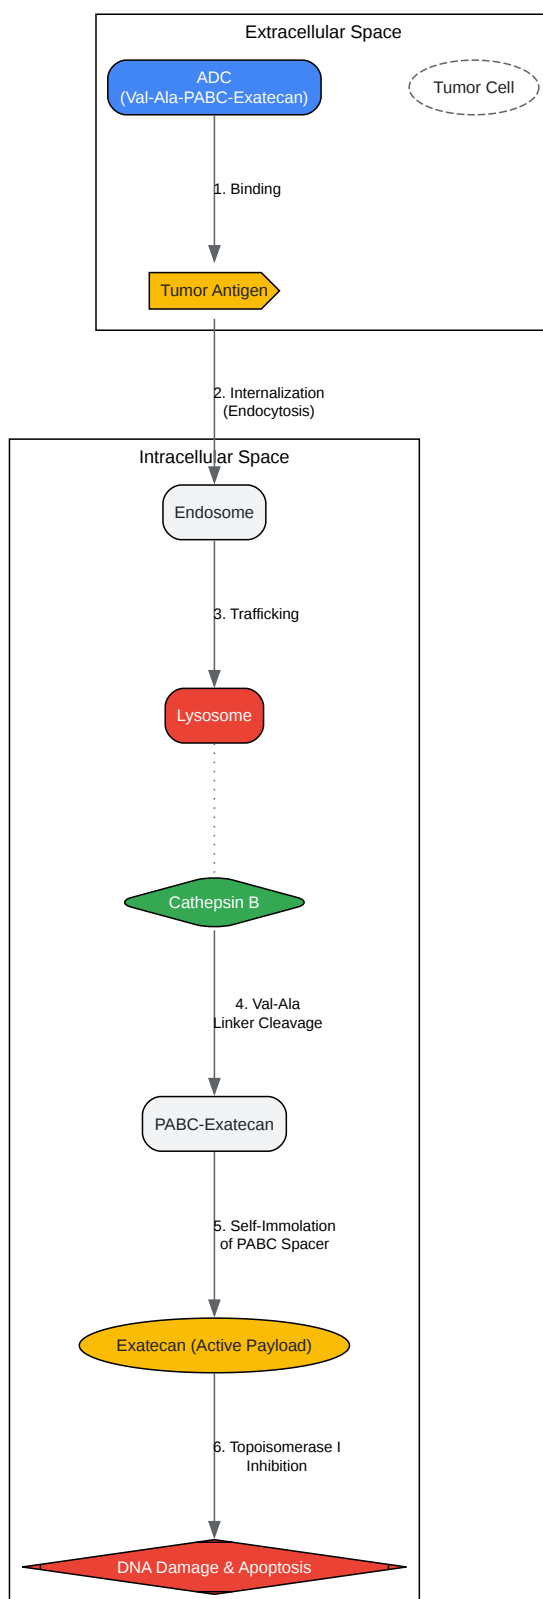 Extracellular Space
ADC
(Val-Ala-PABC-Exatecan)
Tumor Cell
1. Binding
Tumor Antigen
2. Internalization
(Endocytosis)
Intracellular Space
Endosome
3. Trafficking
Lysosome
Cathepsin B
4. Val-Ala
Linker Cleavage
PABC-Exatecan
5. Self-Immolation
of PABC Spacer
Exatecan (Active Payload)
6. Topoisomerase I
Inhibition
DNA Damage & Apoptosis